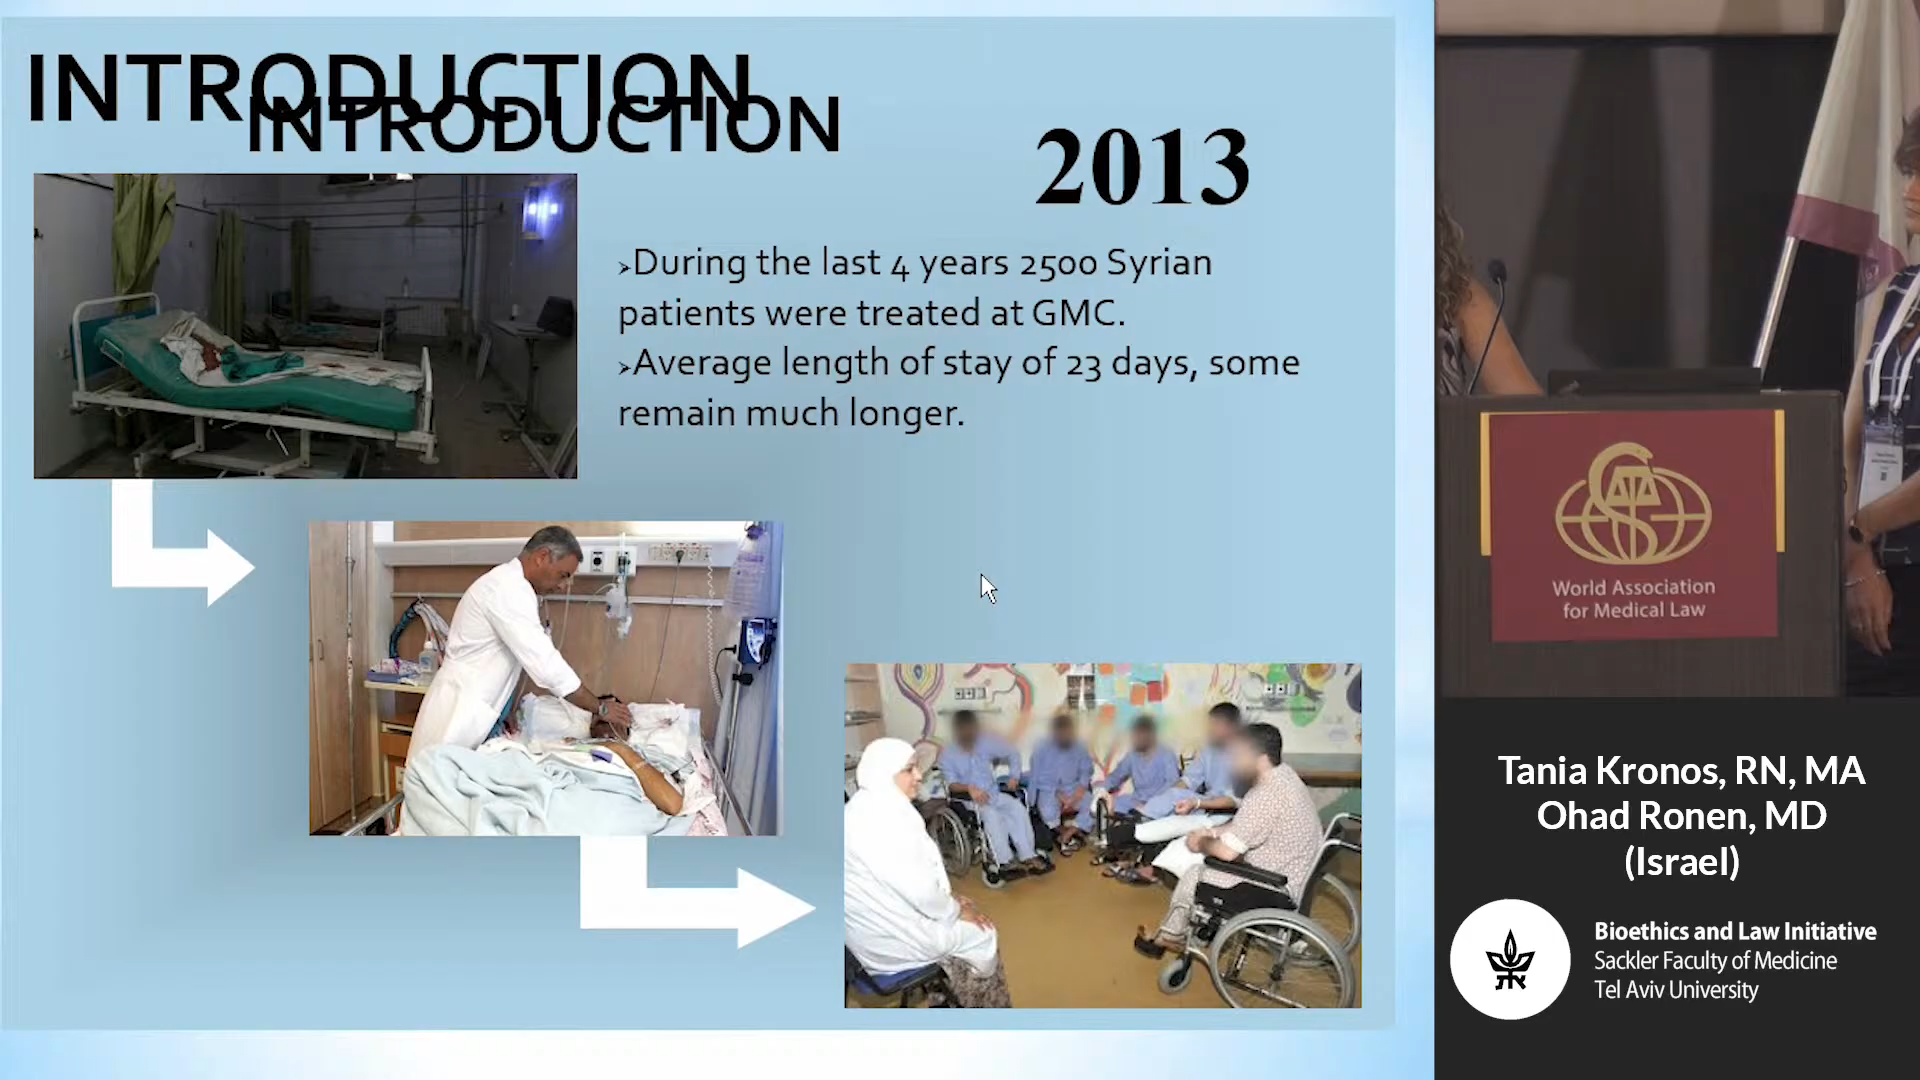 INTRODUCTION
INTRODUCTION
2013
➢During the last 4 years 2500 Syrian
patients were treated at GMC.
➢Average length of stay of 23 days, some
remain much longer.
World Association
for Medical Law
Tania Kronos, RN, MA
Ohad Ronen, MD
(Israel)
Bioethics and Law Initiative
Sackler Faculty of Medicine
Tel Aviv University